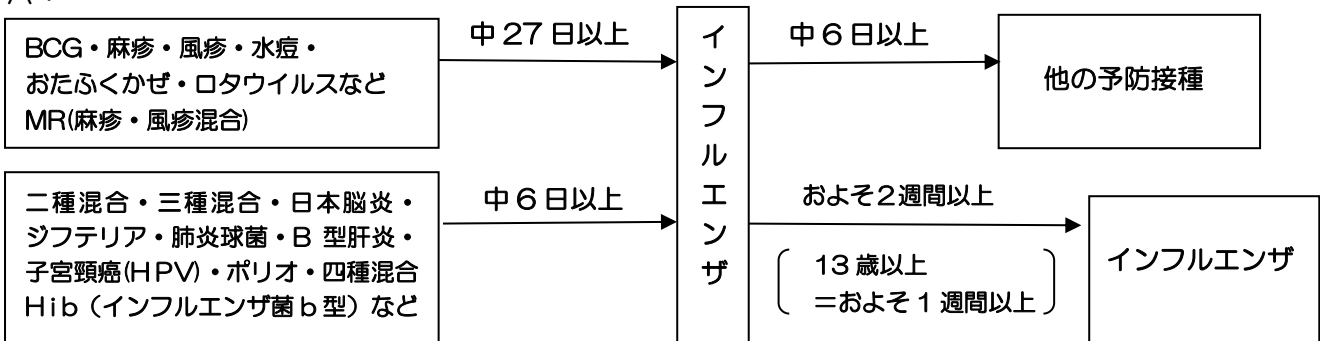 BCG・麻疹・風疹・水痘・
おたふくかぜ・ロタウイルスなど
MR(麻疹・風疹混合)
中27日以上
二種混合・三種混合・日本脳炎・
ジフテリア・肺炎球菌・B 型肝炎・
子宮頸癌(HPV)・ポリオ・四種混合
Hib（インフルエンザ菌b型）など
中6日以上
インフルエンザ
中6日以上
他の予防接種
およそ2週間以上
13歳以上
=およそ1週間以上
インフルエンザ